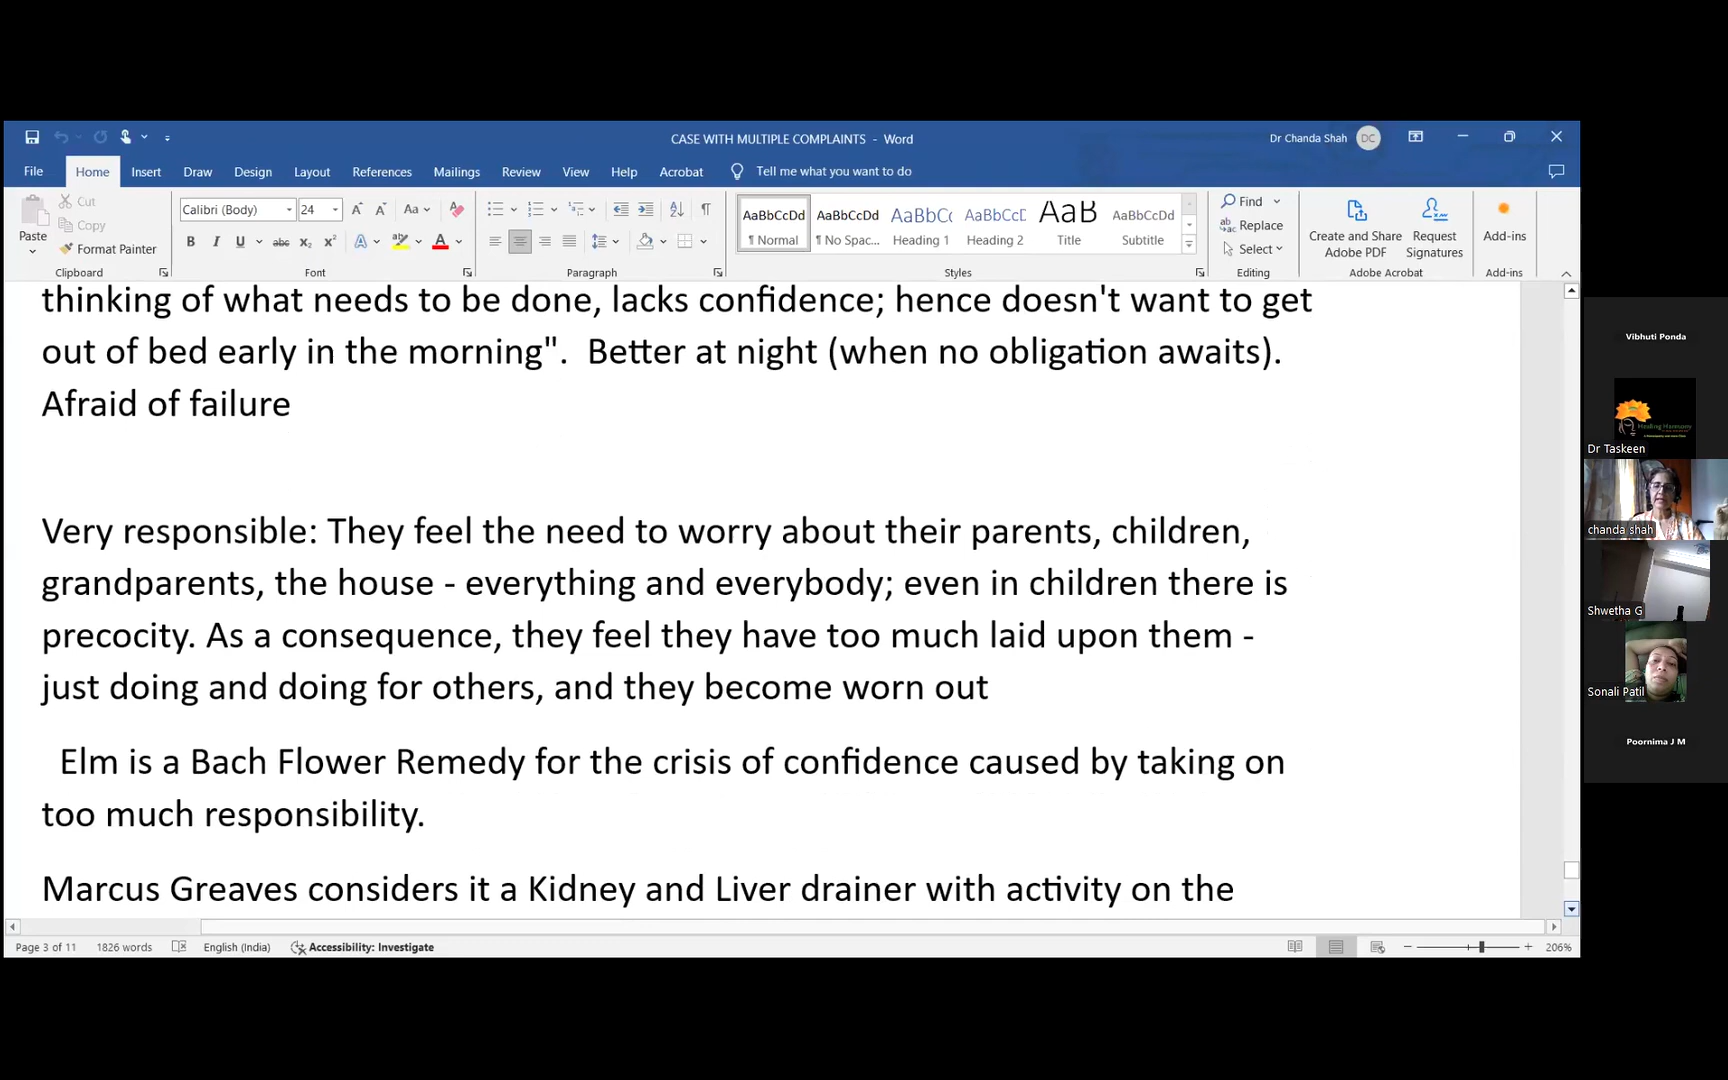 CASE WITH MULTIPLE COMPLAINTS - Word
Dr Chanda Shah DC
File Home Insert Draw Design Layout References Mailings Review View Help Acrobat Tell me what you want to do
Paste
Cut
Copy
Format Painter
Clipboard
Calibri (Body) 24
Font
Paragraph
AaBbCcDd AaBbCcDd AaBbCc AaBbCcD AaB AaBbCcDd
¶ Normal ¶ No Spac... Heading 1 Heading 2 Title Subtitle
Styles
Find
Replace
Select
Editing
Create and Share Adobe PDF
Request Signatures
Adobe Acrobat
Add-ins
Add-ins
thinking of what needs to be done, lacks confidence; hence doesn't want to get
out of bed early in the morning".  Better at night (when no obligation awaits).
Afraid of failure
Very responsible: They feel the need to worry about their parents, children,
grandparents, the house - everything and everybody; even in children there is
precocity. As a consequence, they feel they have too much laid upon them -
just doing and doing for others, and they become worn out
Elm is a Bach Flower Remedy for the crisis of confidence caused by taking on
too much responsibility.
Marcus Greaves considers it a Kidney and Liver drainer with activity on the
Page 3 of 11 1826 words English (India) Accessibility: Investigate 206%
Vibhuti Ponda
Healing Harmony
Dr Taskeen
chanda shah
Shwetha G
Sonali Patil
Poornima J M